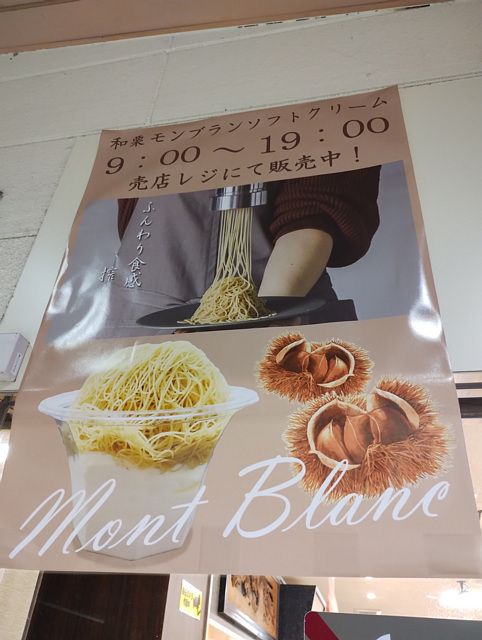 和栗モンブランソフトクリーム
9：00～19：00
売店レジにて販売中！
ふんわり食感
搾
Mont Blanc